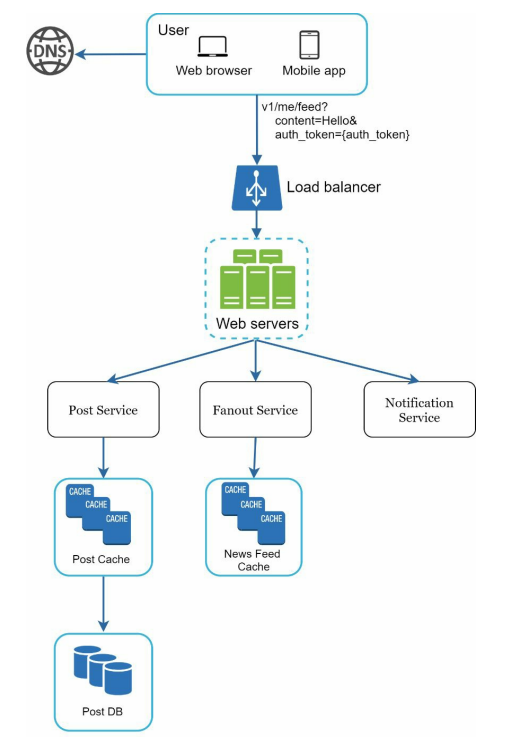 User
DNS
Web browser
Mobile app
v1/me/feed?
content=Hello&
auth_token={auth_token}
Load balancer
Web servers
Post Service
Fanout Service
Notification
Service
CACHE
CACHE
CACHE
Post Cache
CACHE
CACHE
CACHE
News Feed
Cache
Post DB